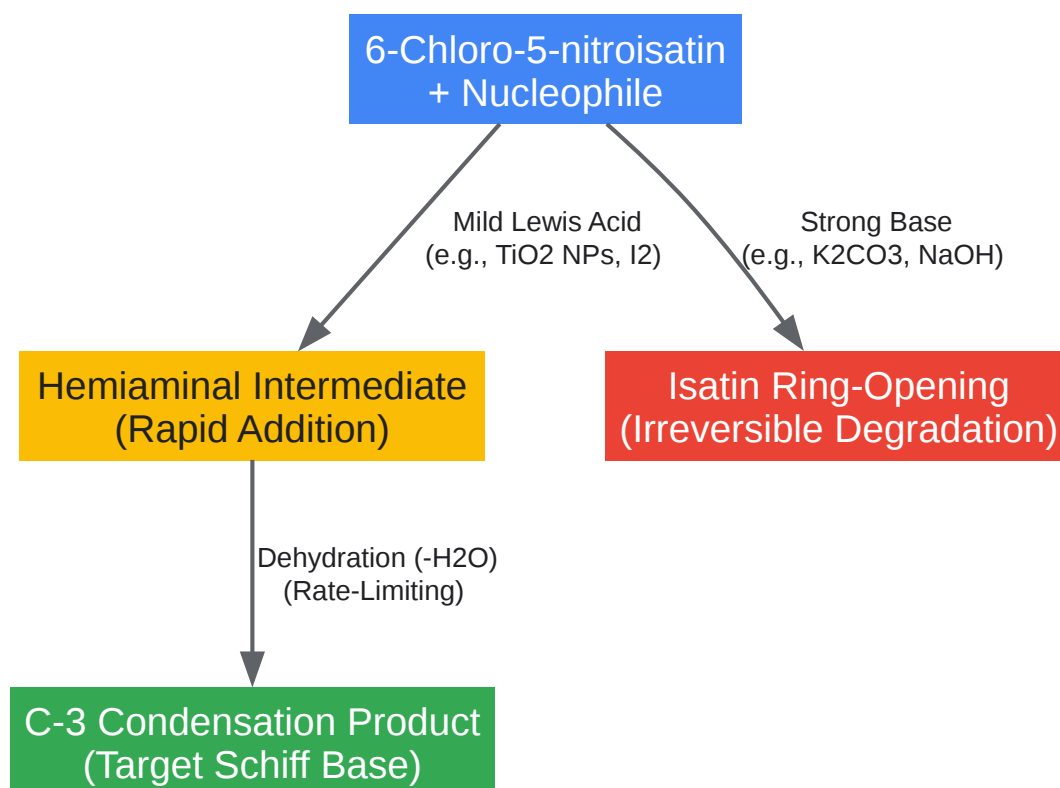 6-Chloro-5-nitroisatin
+ Nucleophile
Mild Lewis Acid
(e.g., TiO2 NPs, I2)
Strong Base
(e.g., K2CO3, NaOH)
Hemiaminal Intermediate
(Rapid Addition)
Isatin Ring-Opening
(Irreversible Degradation)
Dehydration (-H2O)
(Rate-Limiting)
C-3 Condensation Product
(Target Schiff Base)